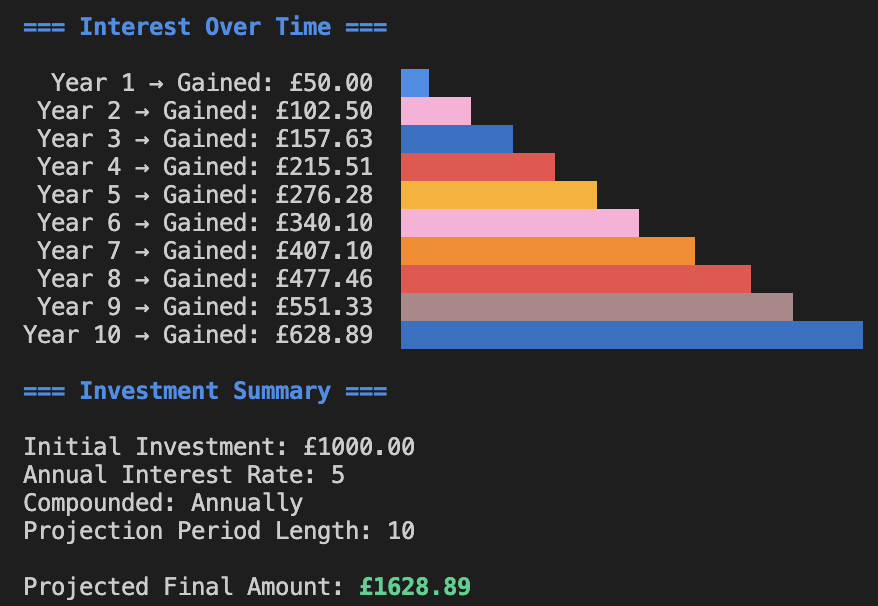 === Interest Over Time ===
Year 1 → Gained: £50.00
Year 2 → Gained: £102.50
Year 3 → Gained: £157.63
Year 4 → Gained: £215.51
Year 5 → Gained: £276.28
Year 6 → Gained: £340.10
Year 7 → Gained: £407.10
Year 8 → Gained: £477.46
Year 9 → Gained: £551.33
Year 10 → Gained: £628.89
=== Investment Summary ===
Initial Investment: £1000.00
Annual Interest Rate: 5
Compounded: Annually
Projection Period Length: 10
Projected Final Amount: £1628.89